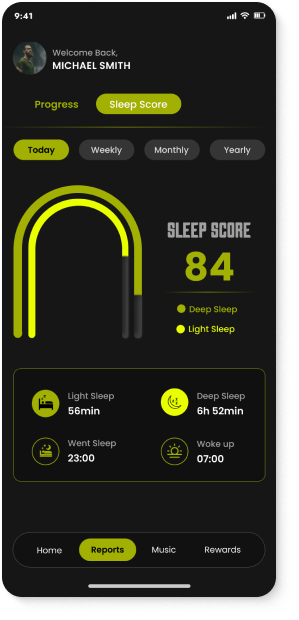 9:41
Welcome Back,
MICHAEL SMITH
Progress
Sleep Score
Today
Weekly
Monthly
Yearly
SLEEP SCORE
84
Deep Sleep
Light Sleep
Light Sleep
56min
Deep Sleep
6h 52min
Went Sleep
23:00
Woke up
07:00
Home
Reports
Music
Rewards